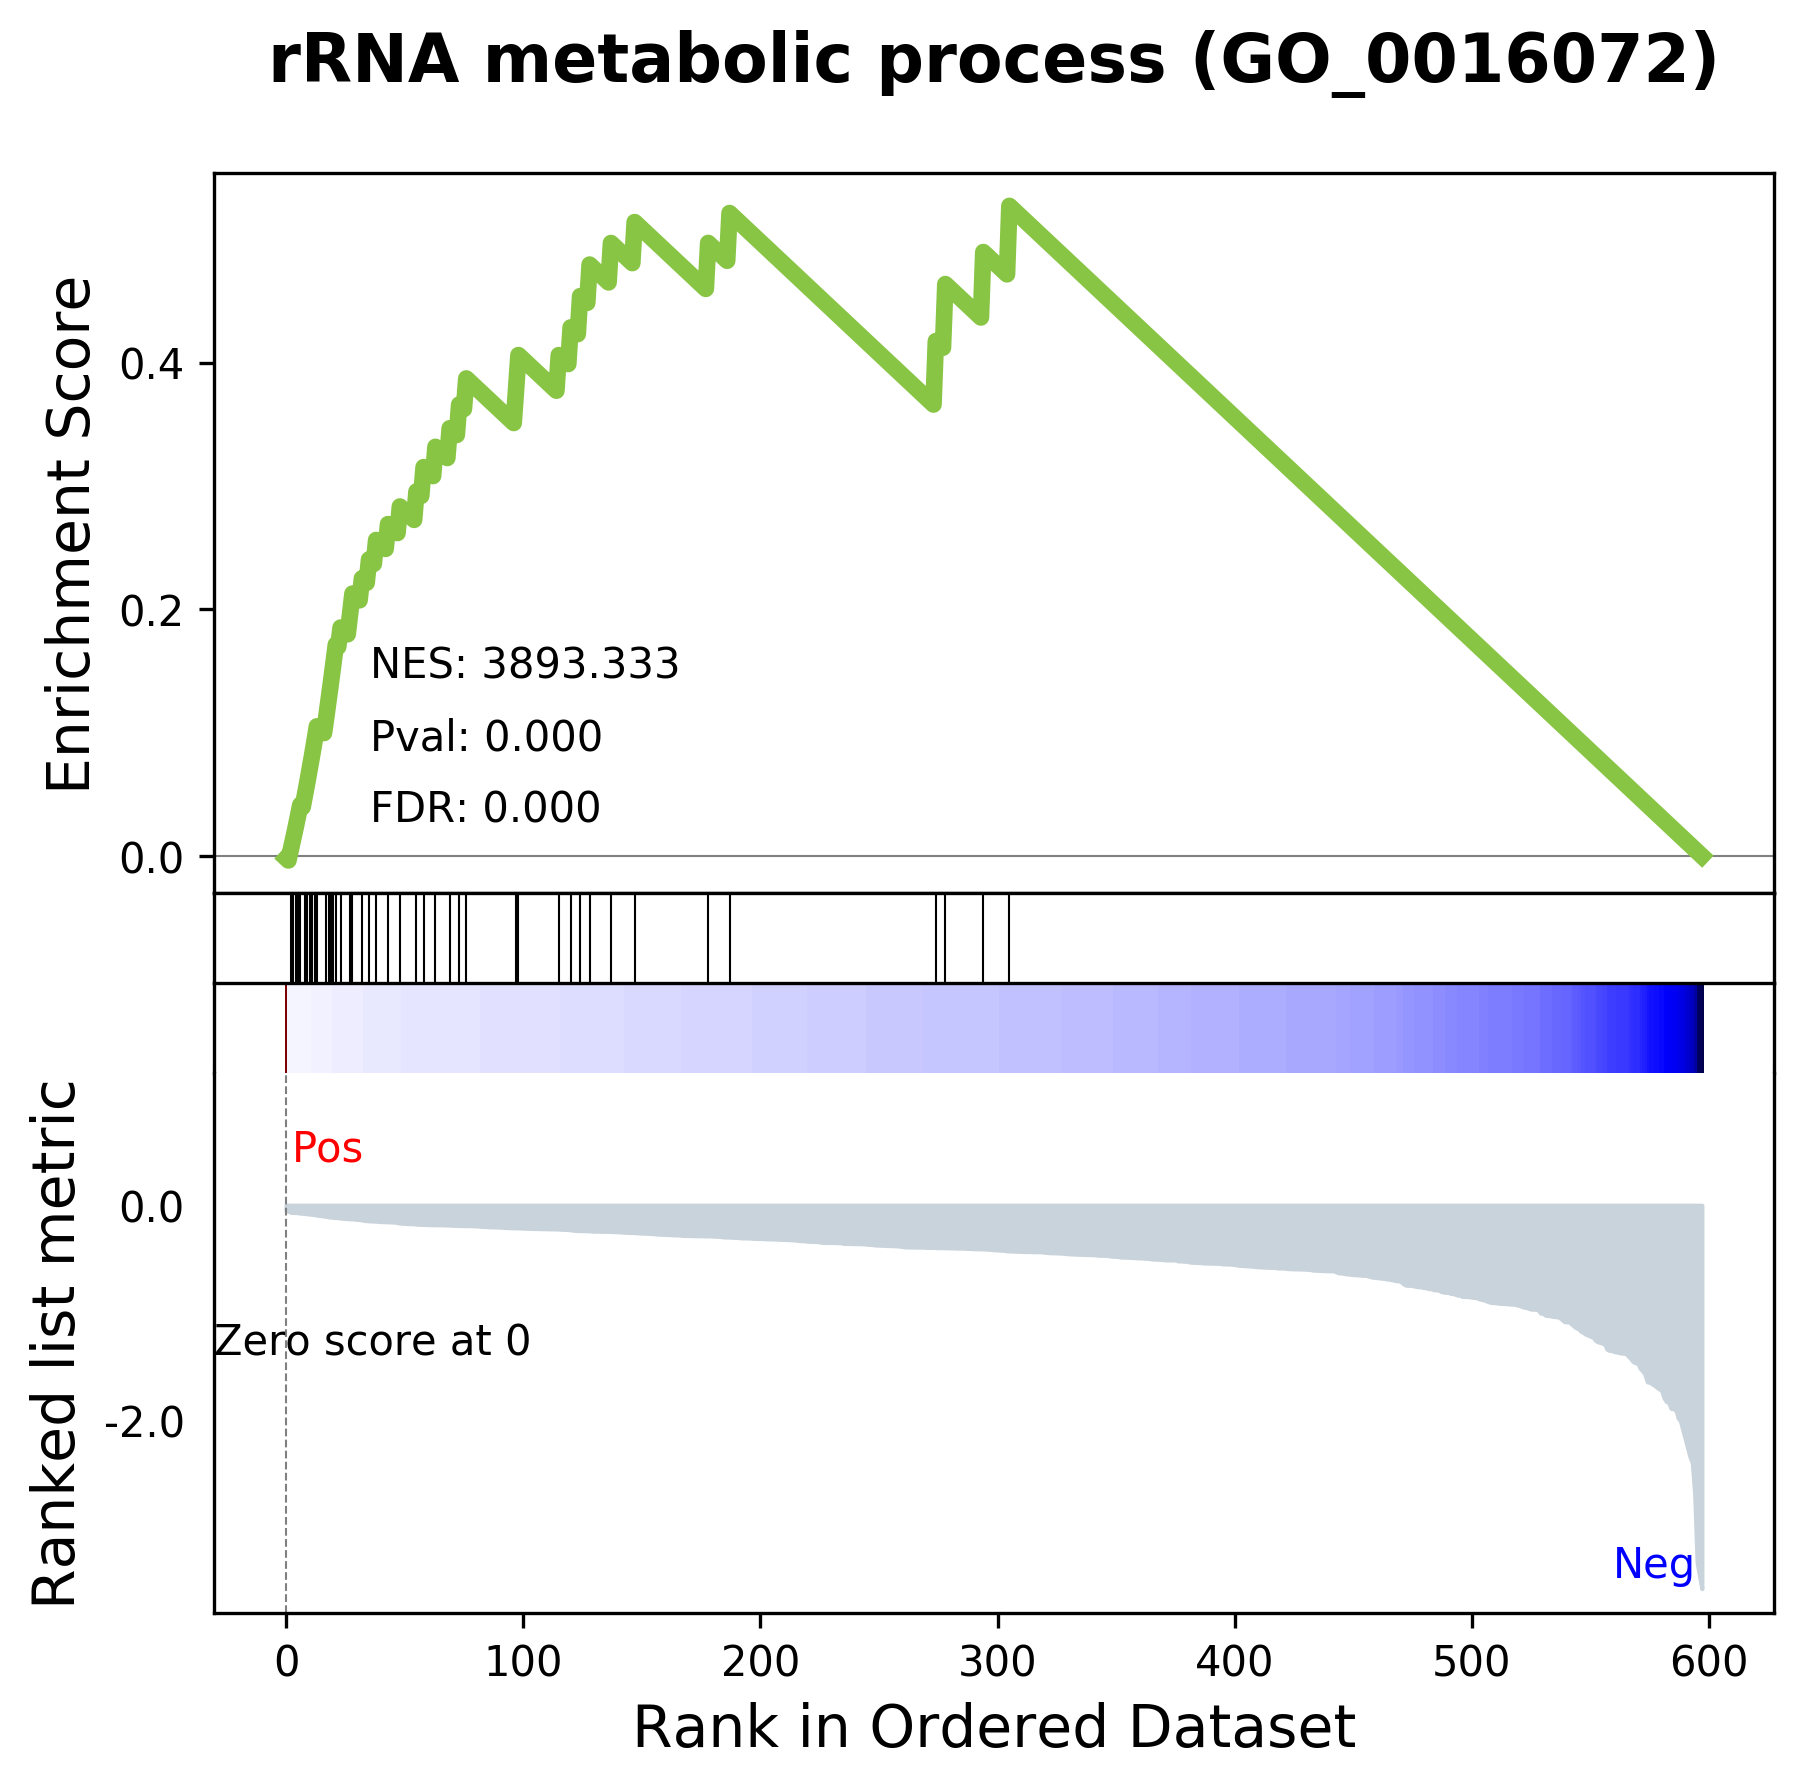 rRNA metabolic process (GO_0016072)
Enrichment Score
0.4
0.2
0.0
NES: 3893.333
Pval: 0.000
FDR: 0.000
Ranked list metric
Pos
0.0
Zero score at 0
-2.0
Neg
0 100 200 300 400 500 600
Rank in Ordered Dataset